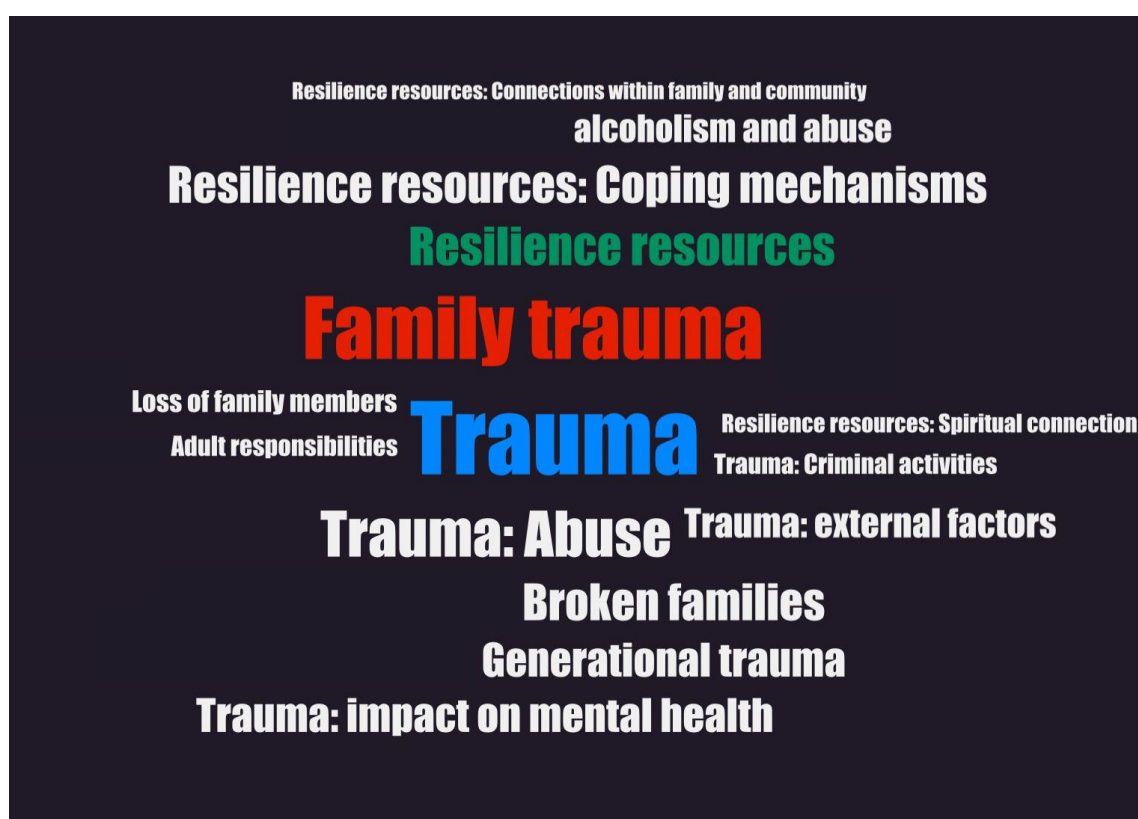 Resilience resources: Connections within family and community
alcoholism and abuse
Resilience resources: Coping mechanisms
Resilience resources
Family trauma
Loss of family members
Adult responsibilities
Trauma
Resilience resources: Spiritual connection
Trauma: Criminal activities
Trauma: Abuse
Trauma: external factors
Broken families
Generational trauma
Trauma: impact on mental health